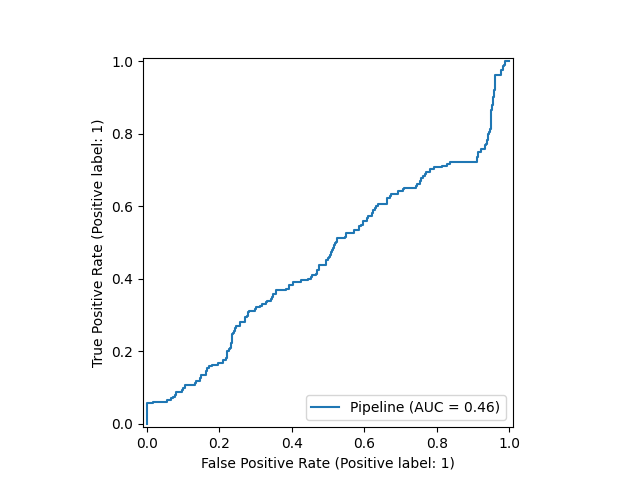 1.0
0.8
0.6
0.4
0.2
0.0
True Positive Rate (Positive label: 1)
Pipeline (AUC = 0.46)
0.0 0.2 0.4 0.6 0.8 1.0
False Positive Rate (Positive label: 1)